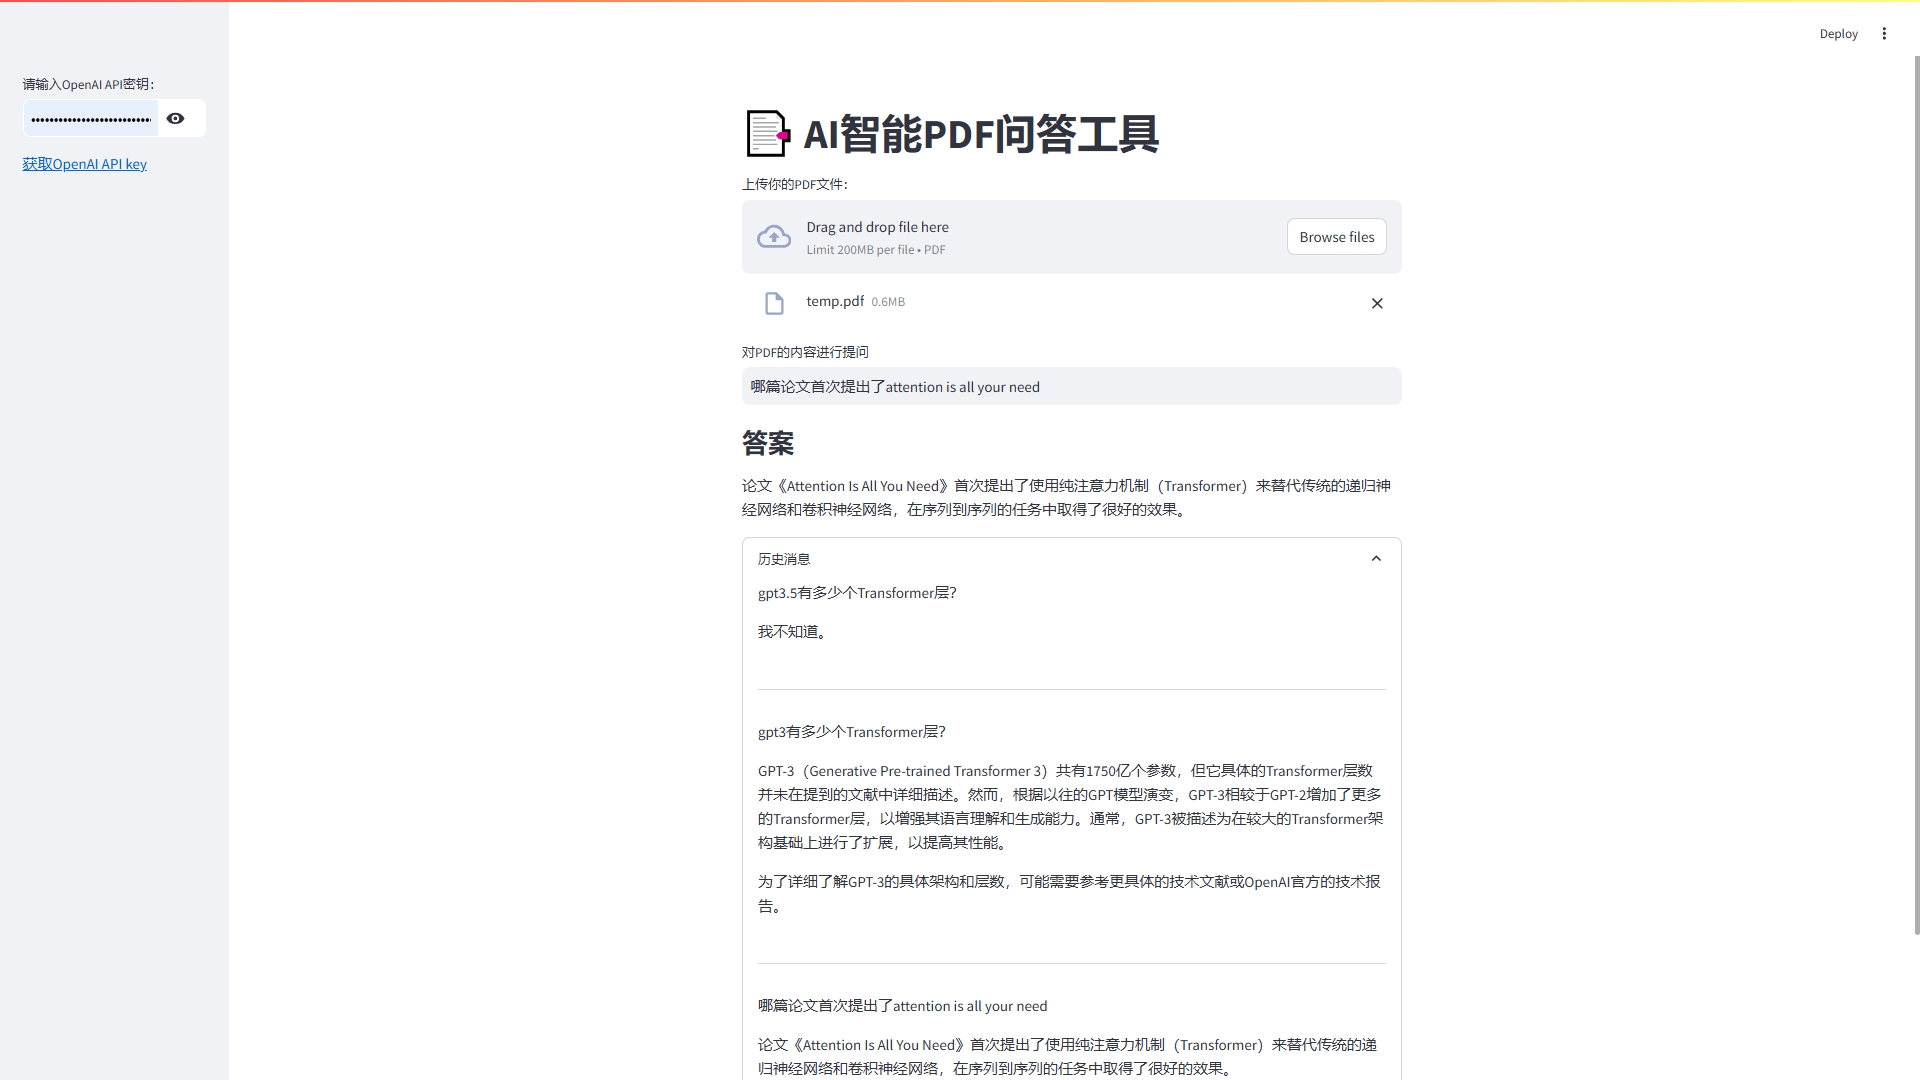 Deploy
请输入OpenAI API密钥：
获取OpenAI API key
AI智能PDF问答工具
上传你的PDF文件：
Drag and drop file here
Limit 200MB per file • PDF
Browse files
temp.pdf 0.6MB
对PDF的内容进行提问
哪篇论文首次提出了attention is all your need
答案
论文《Attention Is All You Need》首次提出了使用纯注意力机制（Transformer）来替代传统的递归神
经网络和卷积神经网络，在序列到序列的任务中取得了很好的效果。
历史消息
gpt3.5有多少个Transformer层？
我不知道。
gpt3有多少个Transformer层？
GPT-3（Generative Pre-trained Transformer 3）共有1750亿个参数，但它具体的Transformer层数
并未在提到的文献中详细描述。然而，根据以往的GPT模型演变，GPT-3相较于GPT-2增加了更多
的Transformer层，以增强其语言理解和生成能力。通常，GPT-3被描述为在较大的Transformer架
构基础上进行了扩展，以提高其性能。
为了详细了解GPT-3的具体架构和层数，可能需要参考更具体的技术文献或OpenAI官方的技术报
告。
哪篇论文首次提出了attention is all your need
论文《Attention Is All You Need》首次提出了使用纯注意力机制（Transformer）来替代传统的递
归神经网络和卷积神经网络，在序列到序列的任务中取得了很好的效果。